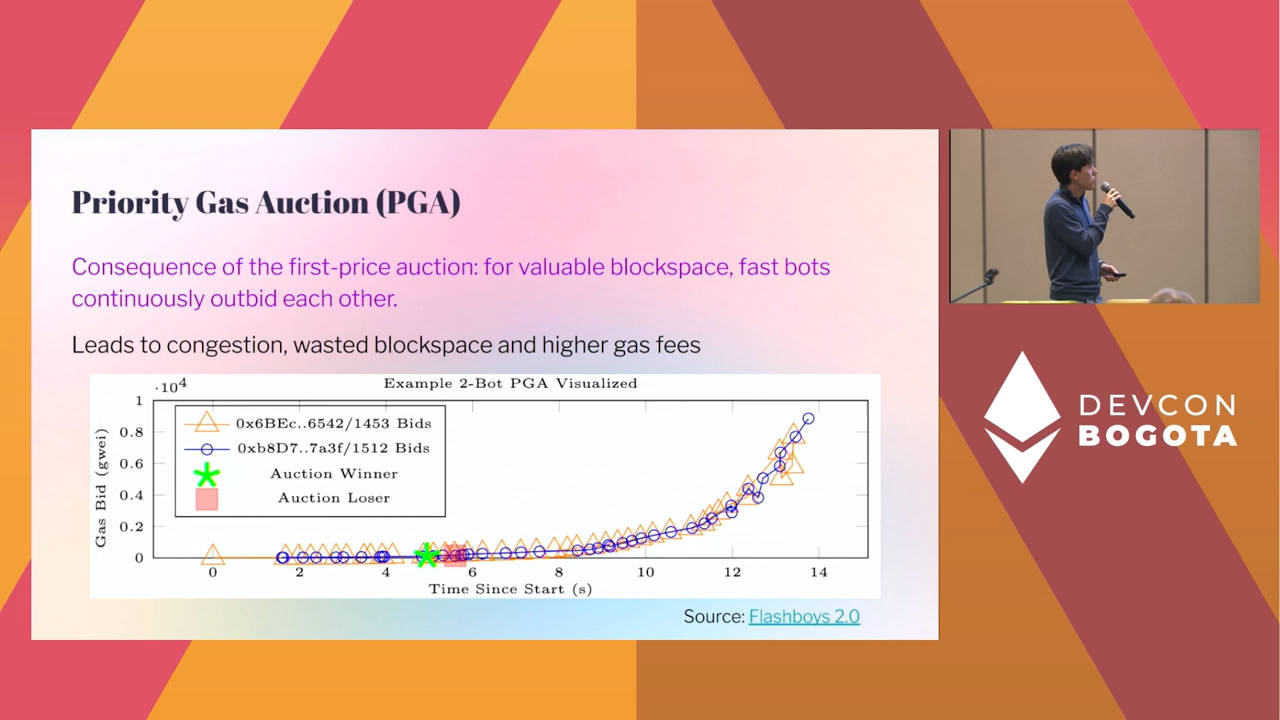 Priority Gas Auction (PGA)
Consequence of the first-price auction: for valuable blockspace, fast bots
continuously outbid each other.
Leads to congestion, wasted blockspace and higher gas fees
·10⁴
Example 2-Bot PGA Visualized
1
0.8
0.6
0.4
0.2
0
Gas Bid (gwei)
0x6BEc..6542/1453 Bids
0xb8D7..7a3f/1512 Bids
Auction Winner
Auction Loser
0 2 4 6 8 10 12 14
Time Since Start (s)
Source: Flashboys 2.0
DEVCON
BOGOTA